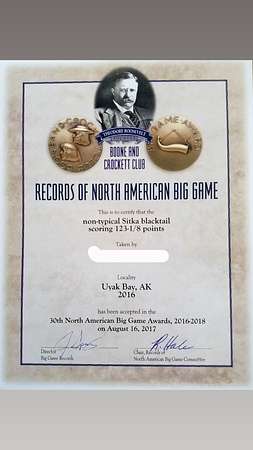 THEODORE ROOSEVELT
BOONE AND
CROCKETT CLUB
RECORDS OF NORTH AMERICAN BIG GAME
This is to certify that the
non-typical Sitka blacktail
scoring 123-1/8 points
Taken by
Locality
Uyak Bay, AK
2016
has been accepted in the
30th North American Big Game Awards, 2016-2018
on August 16, 2017
Director
Big Game Records
Chair, Records of
North American Big Game Committee